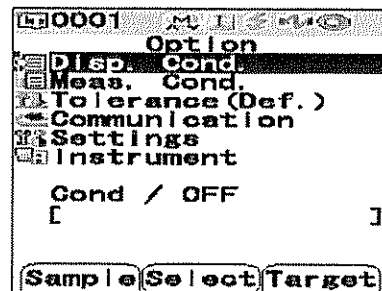 0001
Option
Disp. Cond.
Meas. Cond.
Tolerance(Def.)
Communication
Settings
Instrument
Cond / OFF
[ ]
Sample Select Target